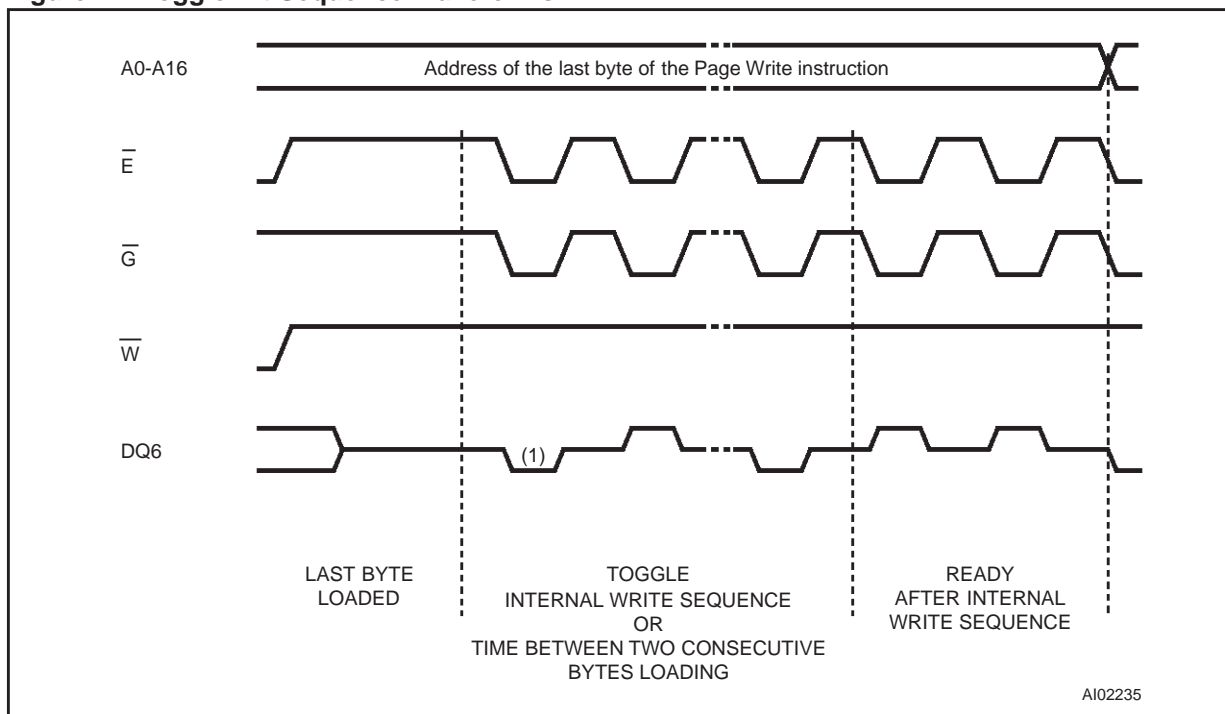 A0-A16
Address of the last byte of the Page Write instruction
E
G
W
DQ6
(1)
LAST BYTE
LOADED
TOGGLE
INTERNAL WRITE SEQUENCE
OR
TIME BETWEEN TWO CONSECUTIVE
BYTES LOADING
READY
AFTER INTERNAL
WRITE SEQUENCE
AI02235